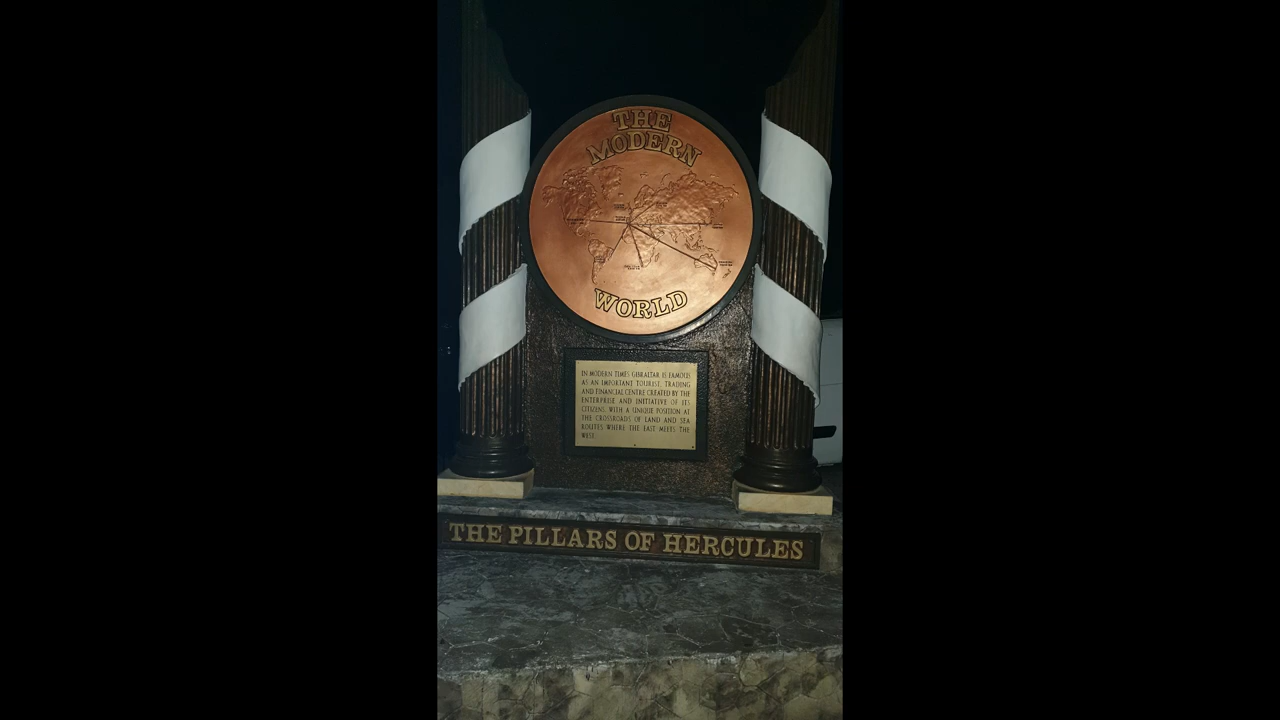 THE
MODERN
WORLD
IN MODERN TIMES GIBRALTAR IS FAMOUS
AS AN IMPORTANT TOURIST, TRADING
AND FINANCIAL CENTRE CREATED BY THE
ENTERPRISE AND INITIATIVE OF ITS
CITIZENS WITH A UNIQUE POSITION AT
THE CROSSROADS OF LAND AND SEA
ROUTES WHERE THE EAST MEETS THE
WEST
THE PILLARS OF HERCULES